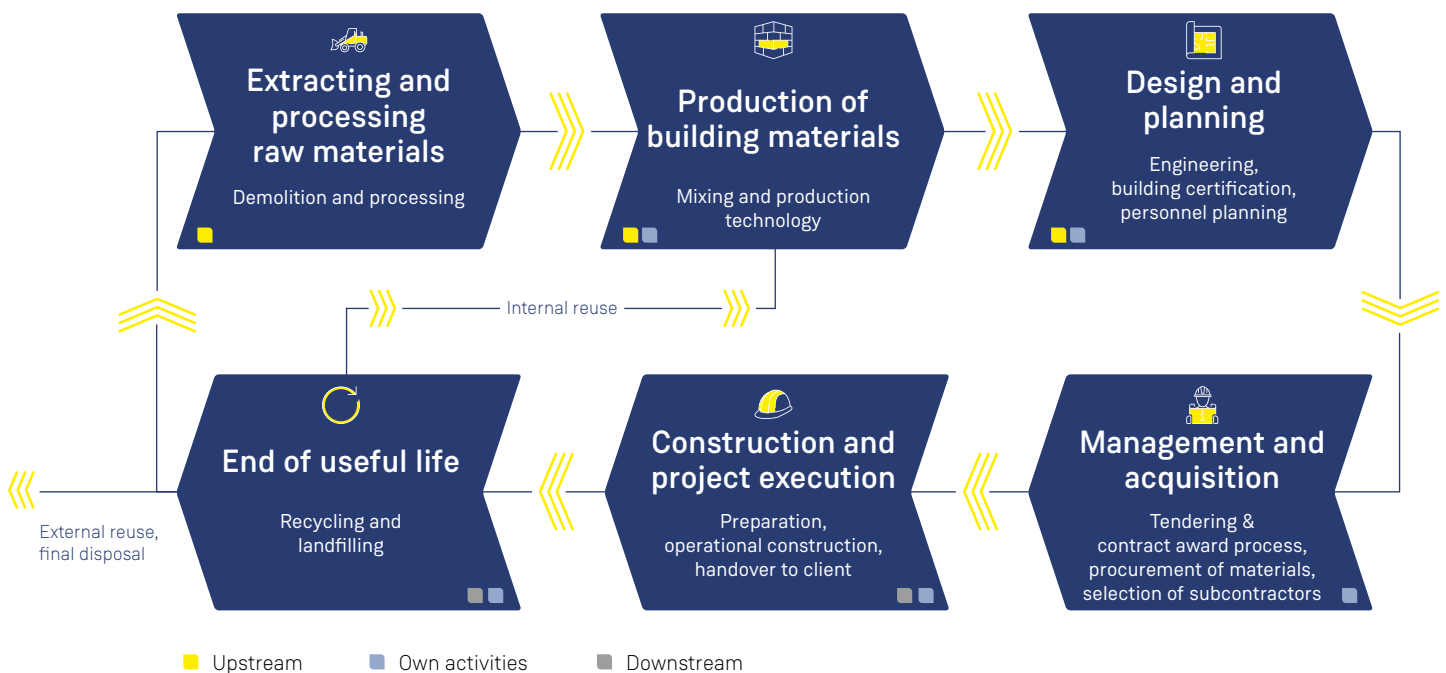 Extracting and
processing
raw materials
Demolition and processing
Production of
building materials
Mixing and production
technology
Design and
planning
Engineering,
building certification,
personnel planning
Internal reuse
End of useful life
Recycling and
landfilling
Construction and
project execution
Preparation,
operational construction,
handover to client
Management and
acquisition
Tendering &
contract award process,
procurement of materials,
selection of subcontractors
External reuse,
final disposal
Upstream
Own activities
Downstream